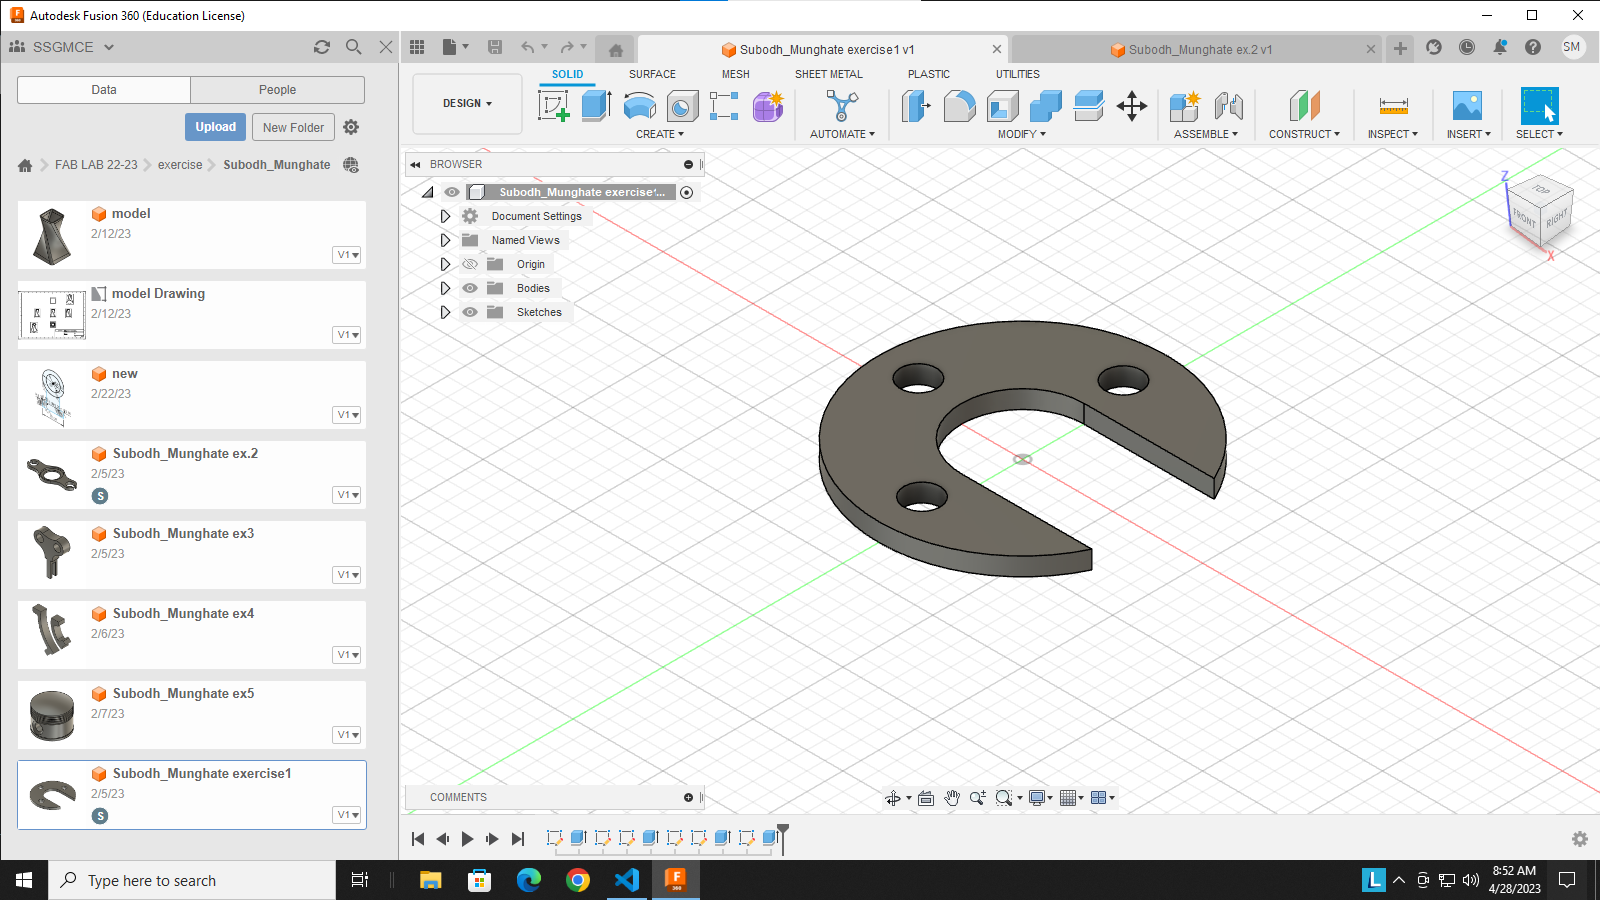 Autodesk Fusion 360 (Education License)
SSGMCE
Subodh_Munghate exercise1 v1
Subodh_Munghate ex.2 v1
SM
Data
People
Upload
New Folder
FAB LAB 22-23
exercise
Subodh_Munghate
model
2/12/23
V1
model Drawing
2/12/23
V1
new
2/22/23
V1
Subodh_Munghate ex.2
2/5/23
S
V1
Subodh_Munghate ex3
2/5/23
V1
Subodh_Munghate ex4
2/6/23
V1
Subodh_Munghate ex5
2/7/23
V1
Subodh_Munghate exercise1
2/5/23
S
V1
DESIGN
SOLID
SURFACE
MESH
SHEET METAL
PLASTIC
UTILITIES
CREATE
AUTOMATE
MODIFY
ASSEMBLE
CONSTRUCT
INSPECT
INSERT
SELECT
BROWSER
Subodh_Munghate exercise1...
Document Settings
Named Views
Origin
Bodies
Sketches
Z
TOP
FRONT
RIGHT
X
COMMENTS
Type here to search
F
360
L
8:52 AM
4/28/2023